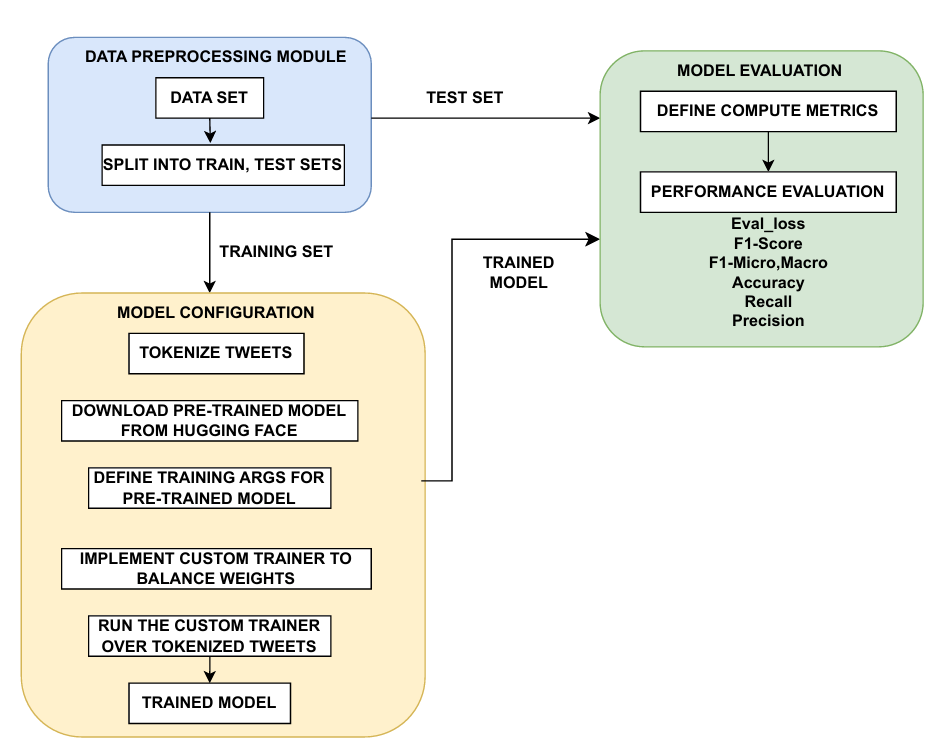 DATA PREPROCESSING MODULE
DATA SET
SPLIT INTO TRAIN, TEST SETS
TEST SET
TRAINING SET
MODEL CONFIGURATION
TOKENIZE TWEETS
DOWNLOAD PRE-TRAINED MODEL
FROM HUGGING FACE
DEFINE TRAINING ARGS FOR
PRE-TRAINED MODEL
IMPLEMENT CUSTOM TRAINER TO
BALANCE WEIGHTS
RUN THE CUSTOM TRAINER
OVER TOKENIZED TWEETS
TRAINED MODEL
TRAINED
MODEL
MODEL EVALUATION
DEFINE COMPUTE METRICS
PERFORMANCE EVALUATION
Eval_loss
F1-Score
F1-Micro,Macro
Accuracy
Recall
Precision